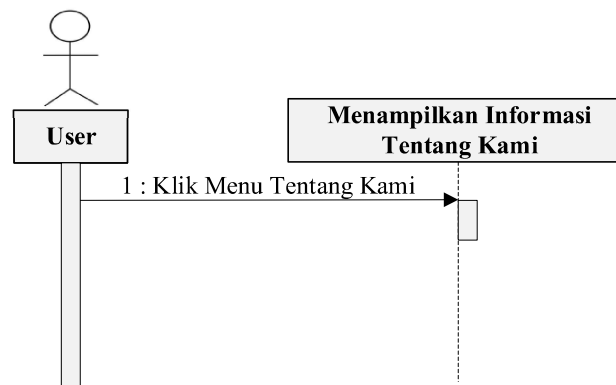 User
Menampilkan Informasi
Tentang Kami
1 : Klik Menu Tentang Kami